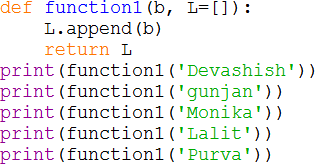 def function1(b, L=[]):
    L.append(b)
    return L
print(function1('Devashish'))
print(function1('gunjan'))
print(function1('Monika'))
print(function1('Lalit'))
print(function1('Purva'))